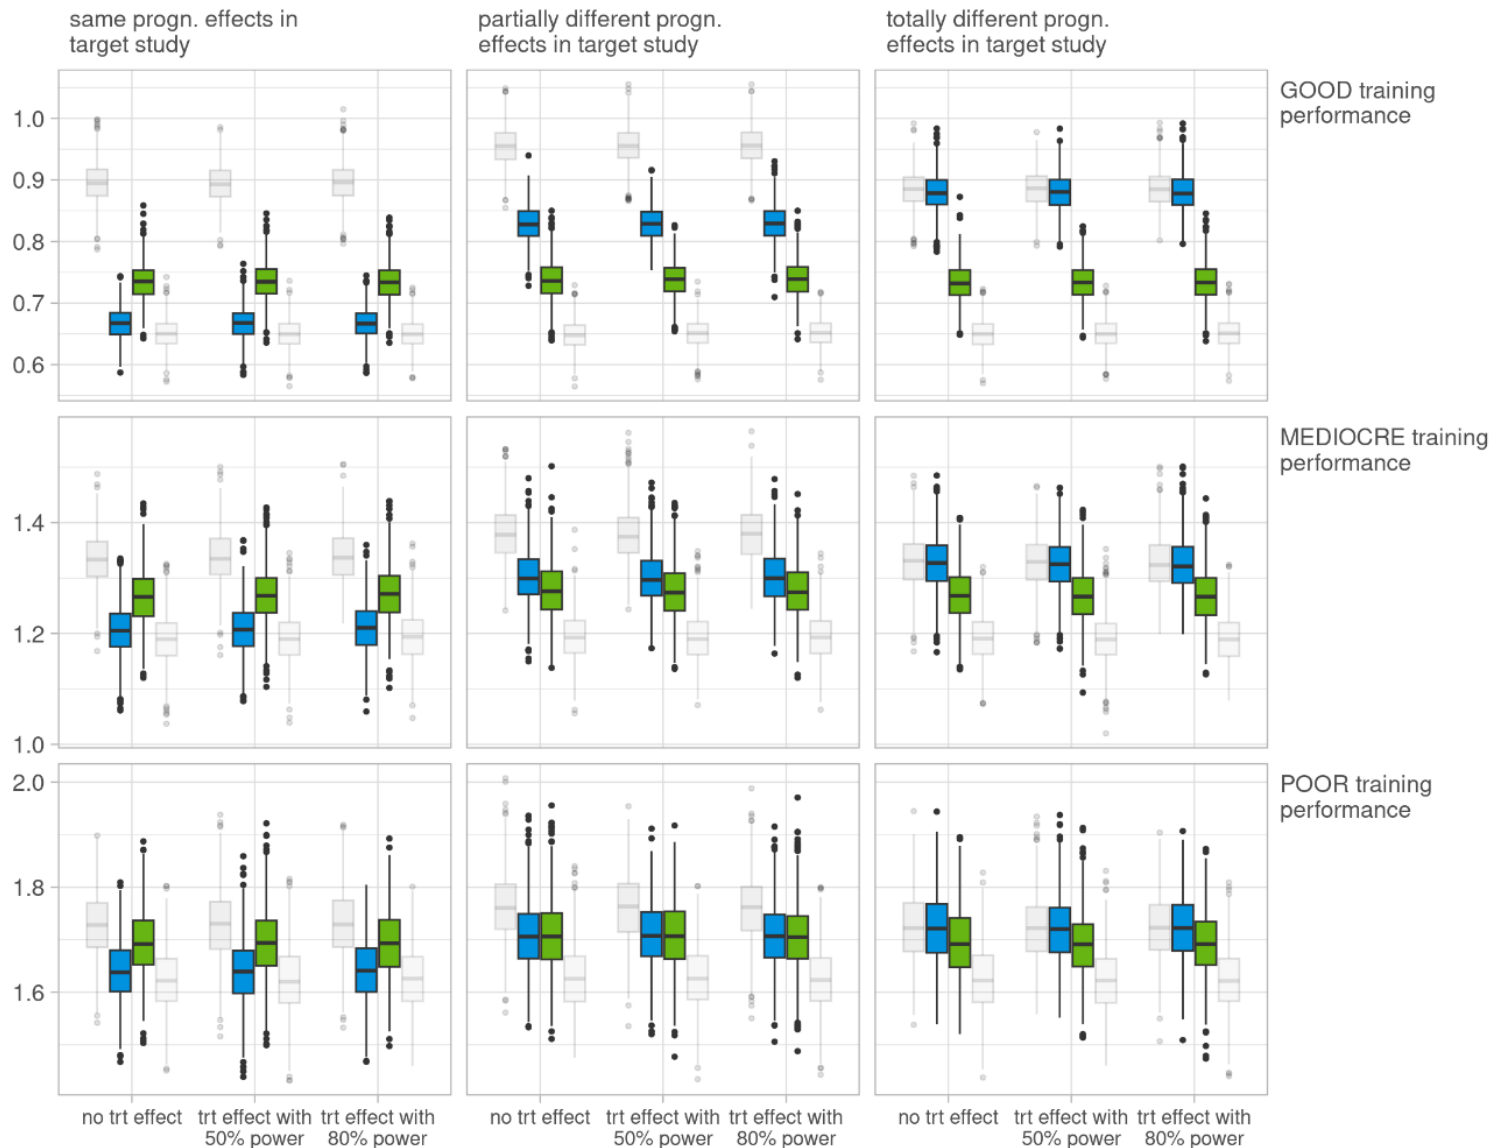 same progn. effects in
target study
partially different progn.
effects in target study
totally different progn.
effects in target study
GOOD training
performance
1.0
0.9
0.8
0.7
0.6
MEDIOCRE training
performance
1.4
1.2
1.0
POOR training
performance
2.0
1.8
1.6
no trt effect
trt effect with
50% power
trt effect with
80% power
no trt effect
trt effect with
50% power
trt effect with
80% power
no trt effect
trt effect with
50% power
trt effect with
80% power